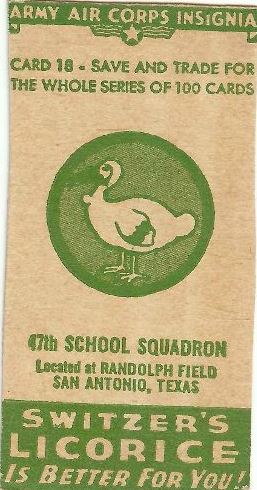 ARMY AIR CORPS INSIGNIA
CARD 18 - SAVE AND TRADE FOR
THE WHOLE SERIES OF 100 CARDS
47th SCHOOL SQUADRON
Located at RANDOLPH FIELD
SAN ANTONIO, TEXAS
SWITZER'S
LICORICE
IS BETTER FOR YOU!